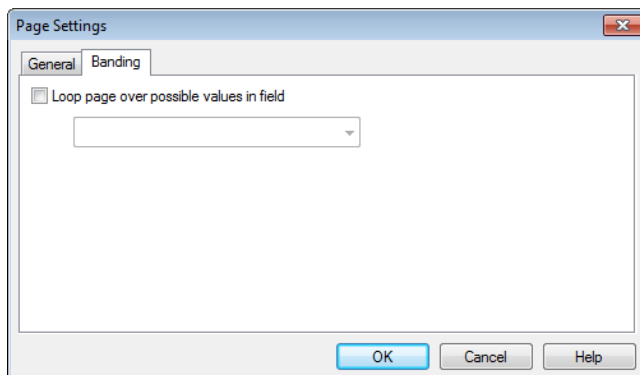 Page Settings
General Banding
Loop page over possible values in field
OK Cancel Help